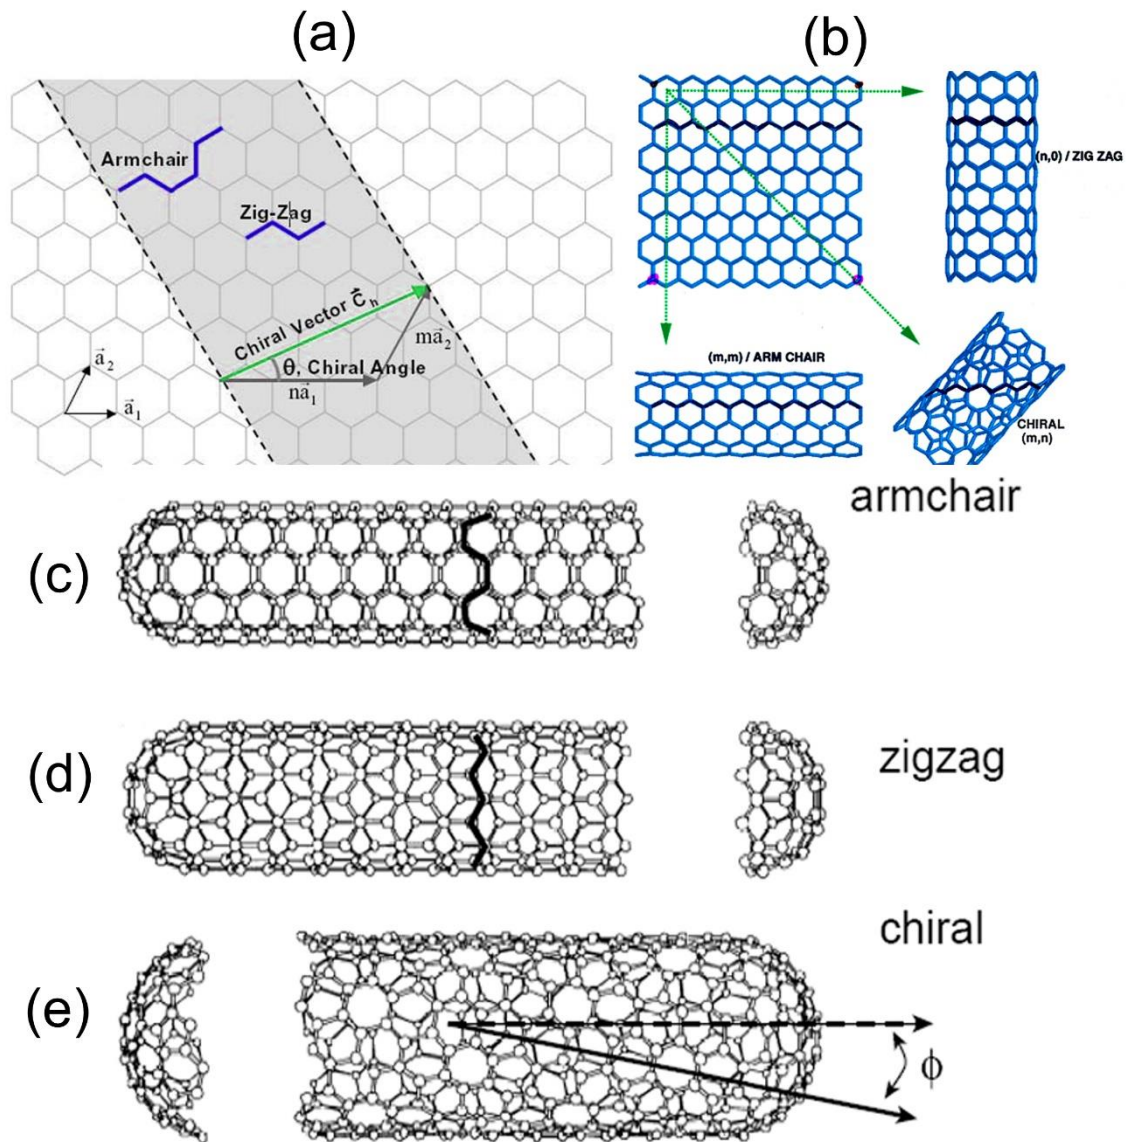 (a)
Armchair
Zig-Zag
Chiral Vector C⃗h
θ, Chiral Angle
na⃗1
ma⃗2
a⃗2
a⃗1
(b)
(n,0) / ZIG ZAG
(m,m) / ARM CHAIR
CHIRAL
(m,n)
(c)
armchair
(d)
zigzag
(e)
chiral
ϕ